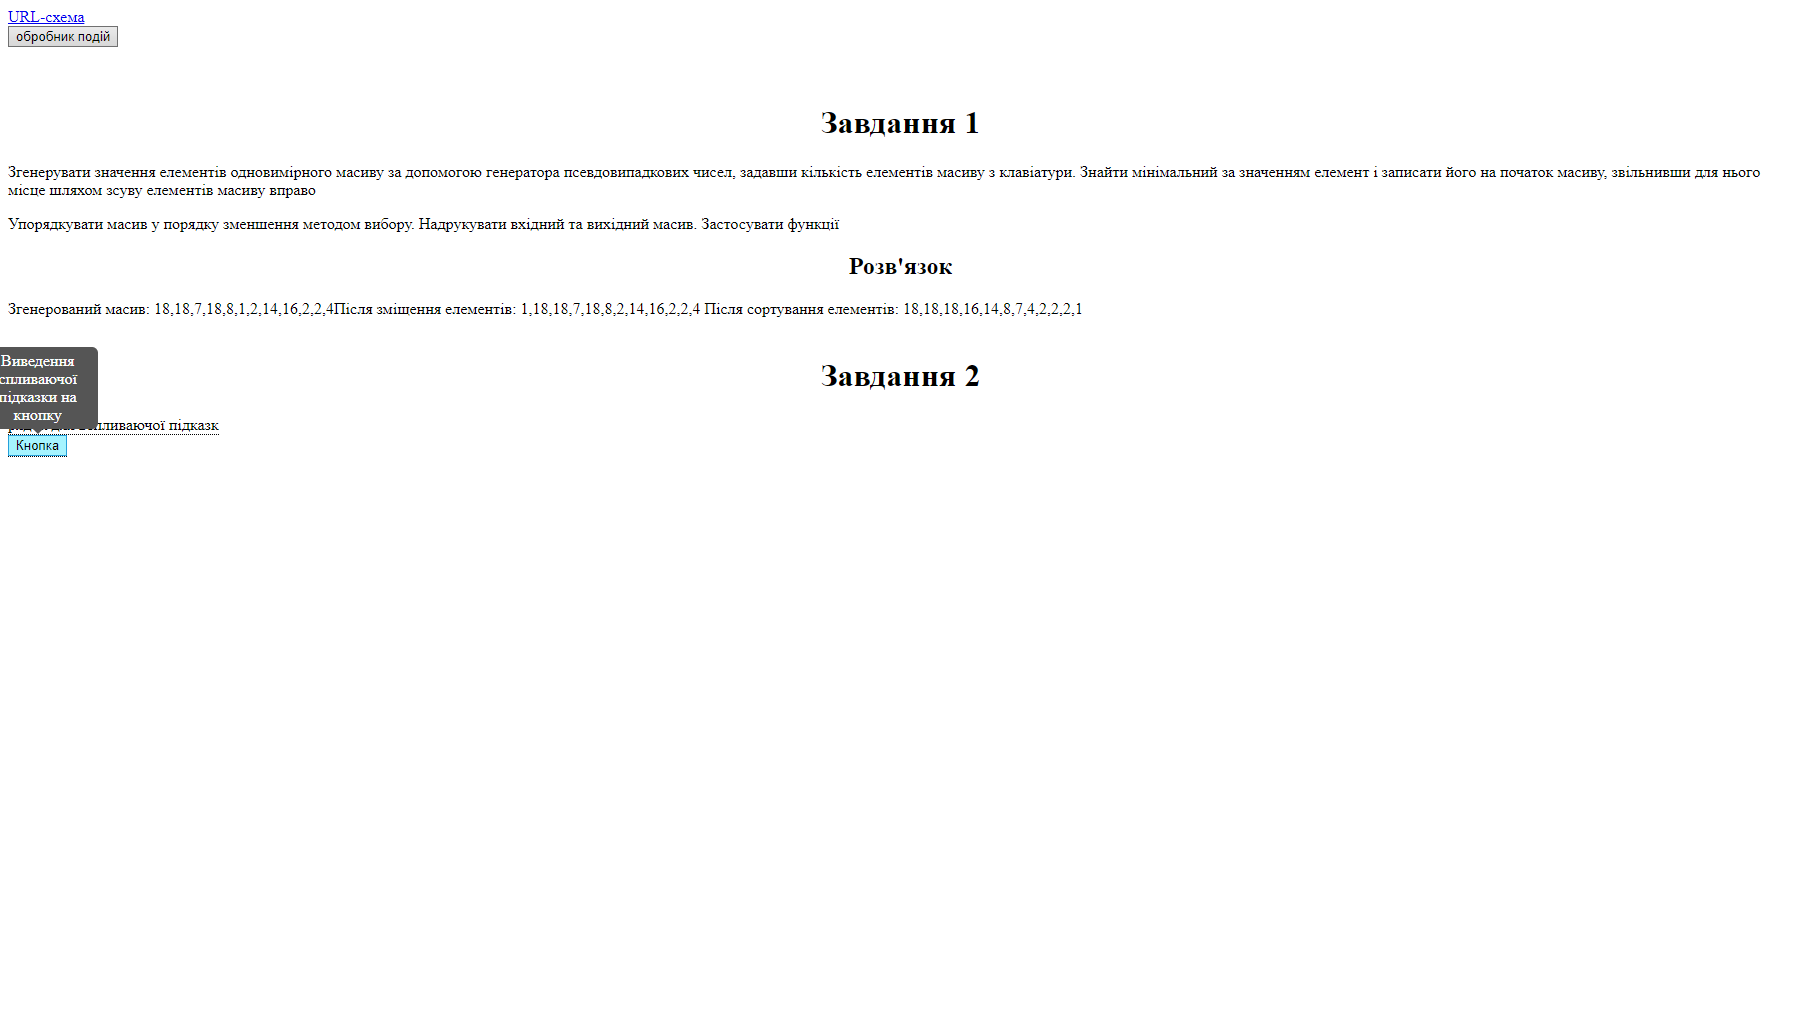 URL-схема
обробник подій
Завдання 1
Згенерувати значення елементів одновимірного масиву за допомогою генератора псевдовипадкових чисел, задавши кількість елементів масиву з клавіатури. Знайти мінімальний за значенням елемент і записати його на початок масиву, звільнивши для нього
місце шляхом зсуву елементів масиву вправо
Упорядкувати масив у порядку зменшення методом вибору. Надрукувати вхідний та вихідний масив. Застосувати функції
Розв'язок
Згенерований масив: 18,18,7,18,8,1,2,14,16,2,2,4Після зміщення елементів: 1,18,18,7,18,8,2,14,16,2,2,4 Після сортування елементів: 18,18,18,16,14,8,7,4,2,2,2,1
Завдання 2
Виведення
спливаючої
підказки на
кнопку
підказк
Кнопка